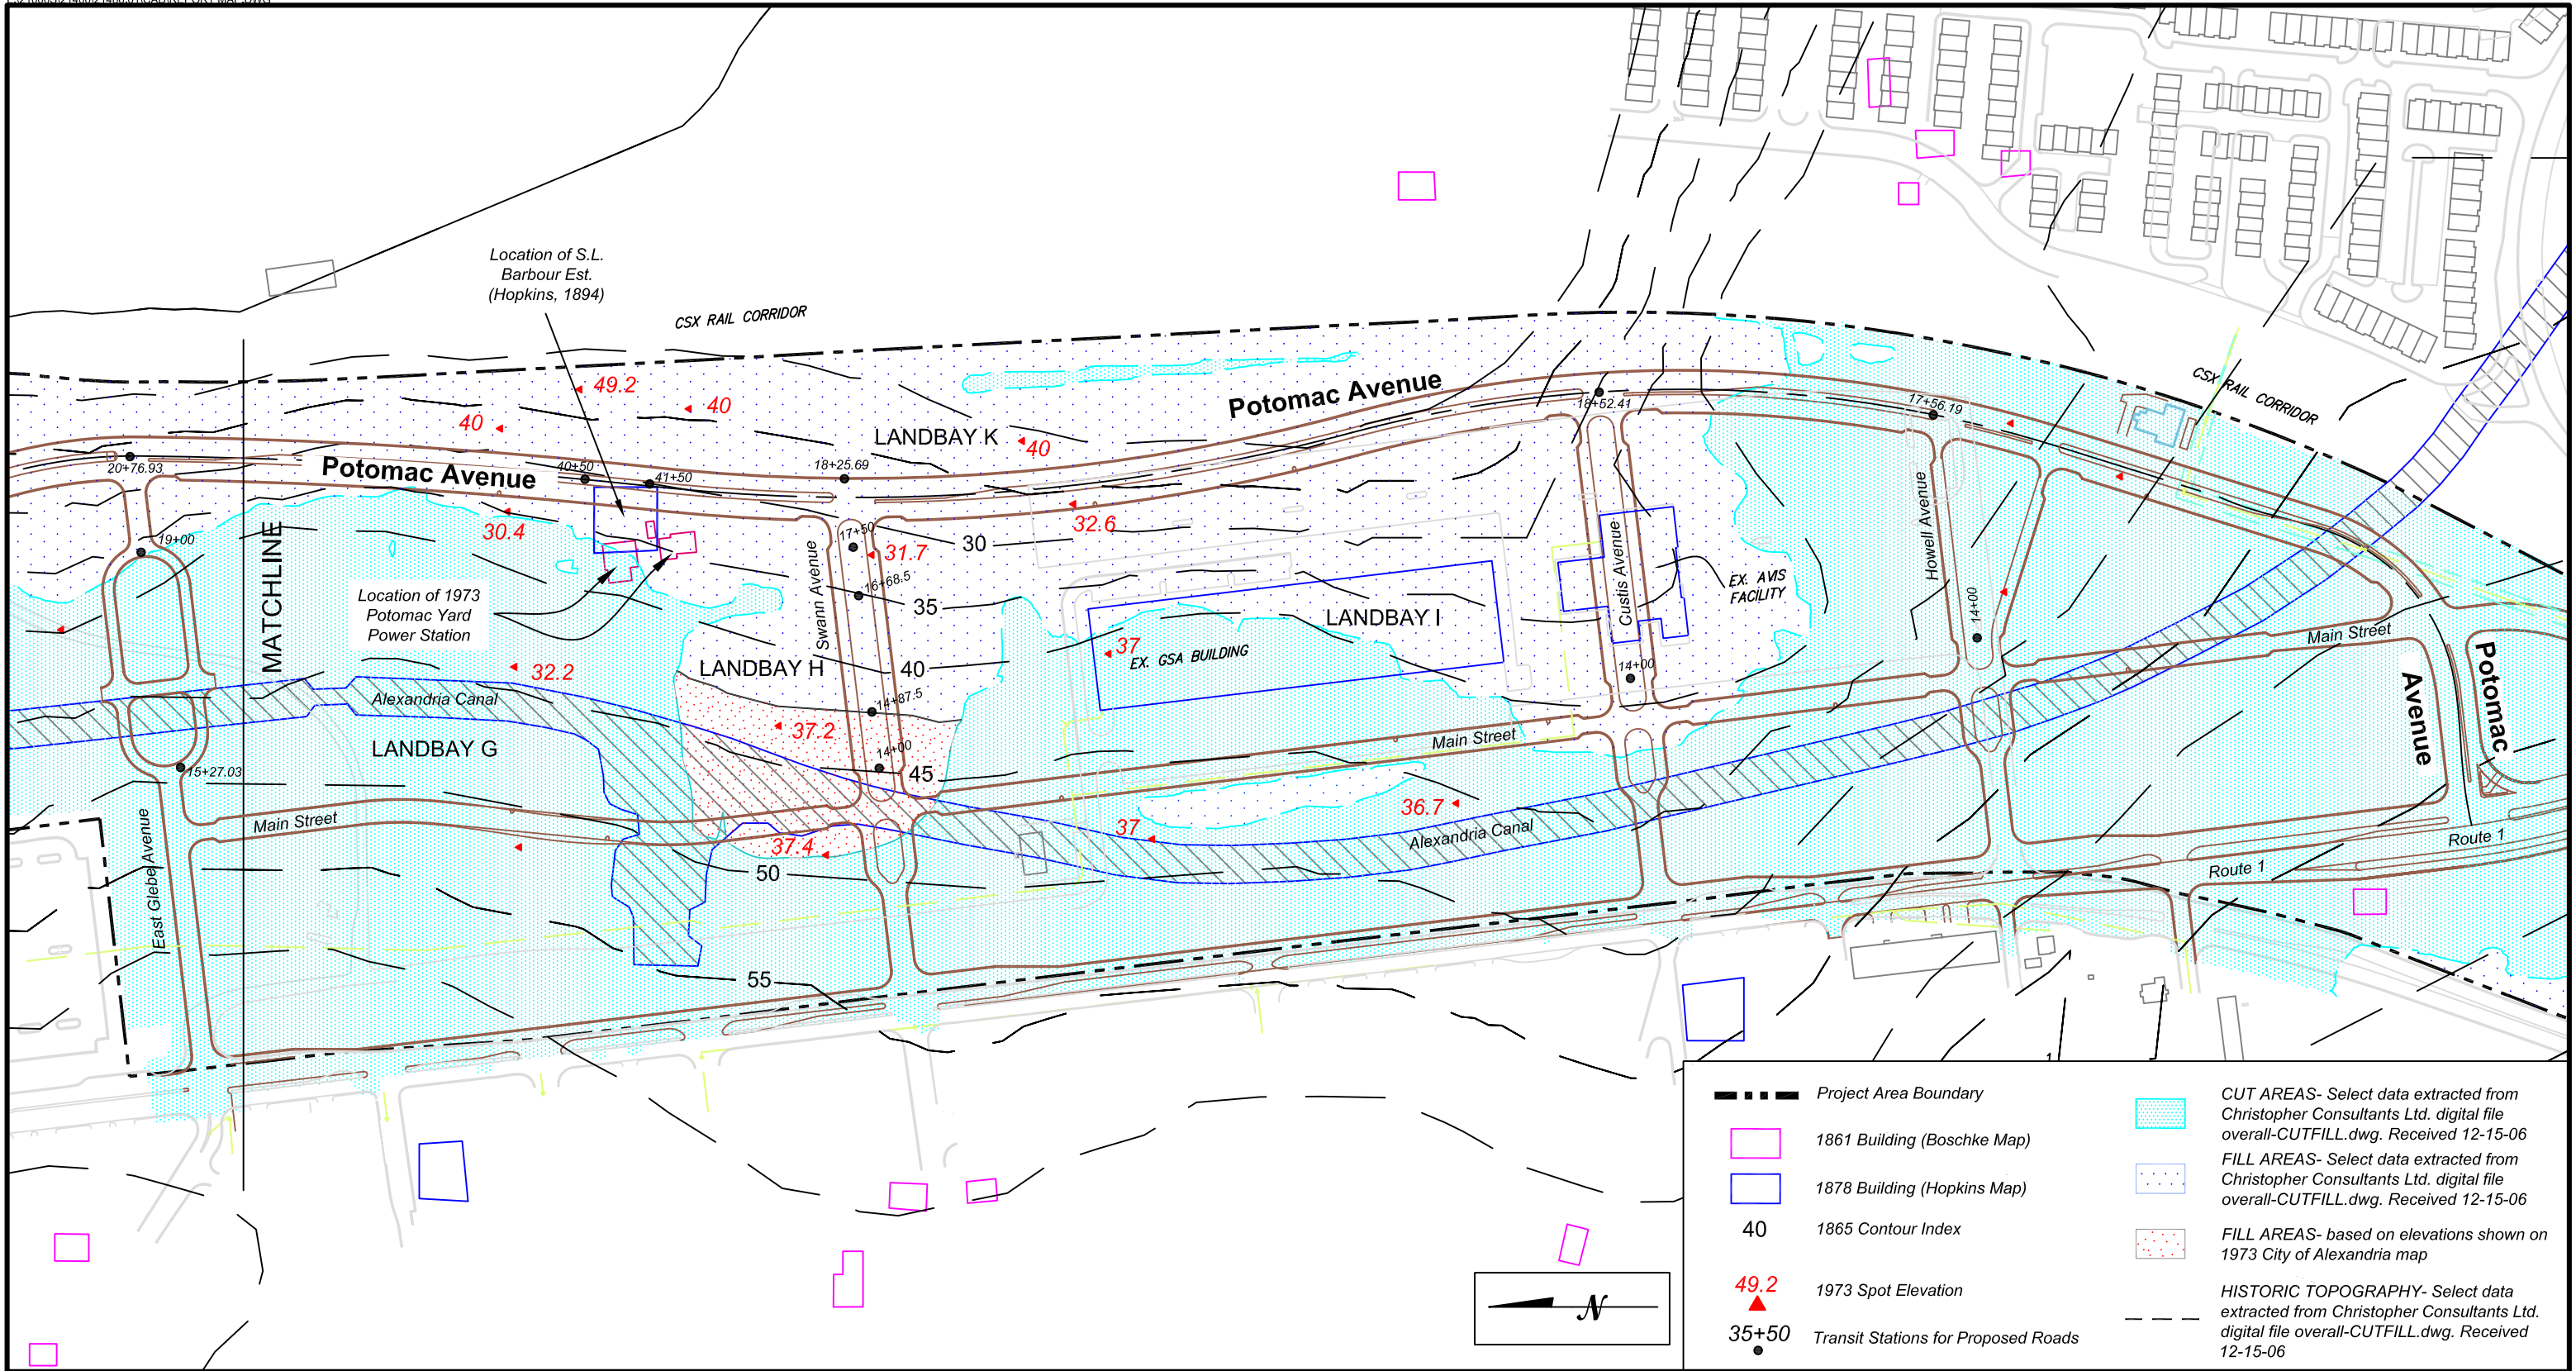 Location of S.L.
Barbour Est.
(Hopkins, 1894)
CSX RAIL CORRIDOR
CSX RAIL CORRIDOR
49.2
40
40
LANDBAY K
40
Potomac Avenue
18+52.41
17+56.19
20+76.93
Potomac Avenue
40+50
41+50
18+25.69
30.4
32.6
19+00
MATCHLINE
17+50
31.7
30
Swann Avenue
16+68.5
35
Location of 1973
Potomac Yard
Power Station
Custis Avenue
EX. AVIS
FACILITY
Howell Avenue
14+00
LANDBAY I
Main Street
Potomac
Avenue
32.2
LANDBAY H
40
37
EX. GSA BUILDING
14+00
Alexandria Canal
14+87.5
37.2
LANDBAY G
14+00
45
Main Street
15+27.03
36.7
East Glebe Avenue
Main Street
37.4
37
Alexandria Canal
Route 1
Route 1
50
55
Project Area Boundary
1861 Building (Boschke Map)
1878 Building (Hopkins Map)
40
1865 Contour Index
49.2
1973 Spot Elevation
35+50
Transit Stations for Proposed Roads
CUT AREAS- Select data extracted from
Christopher Consultants Ltd. digital file
overall-CUTFILL.dwg. Received 12-15-06
FILL AREAS- Select data extracted from
Christopher Consultants Ltd. digital file
overall-CUTFILL.dwg. Received 12-15-06
FILL AREAS- based on elevations shown on
1973 City of Alexandria map
HISTORIC TOPOGRAPHY- Select data
extracted from Christopher Consultants Ltd.
digital file overall-CUTFILL.dwg. Received
12-15-06
N